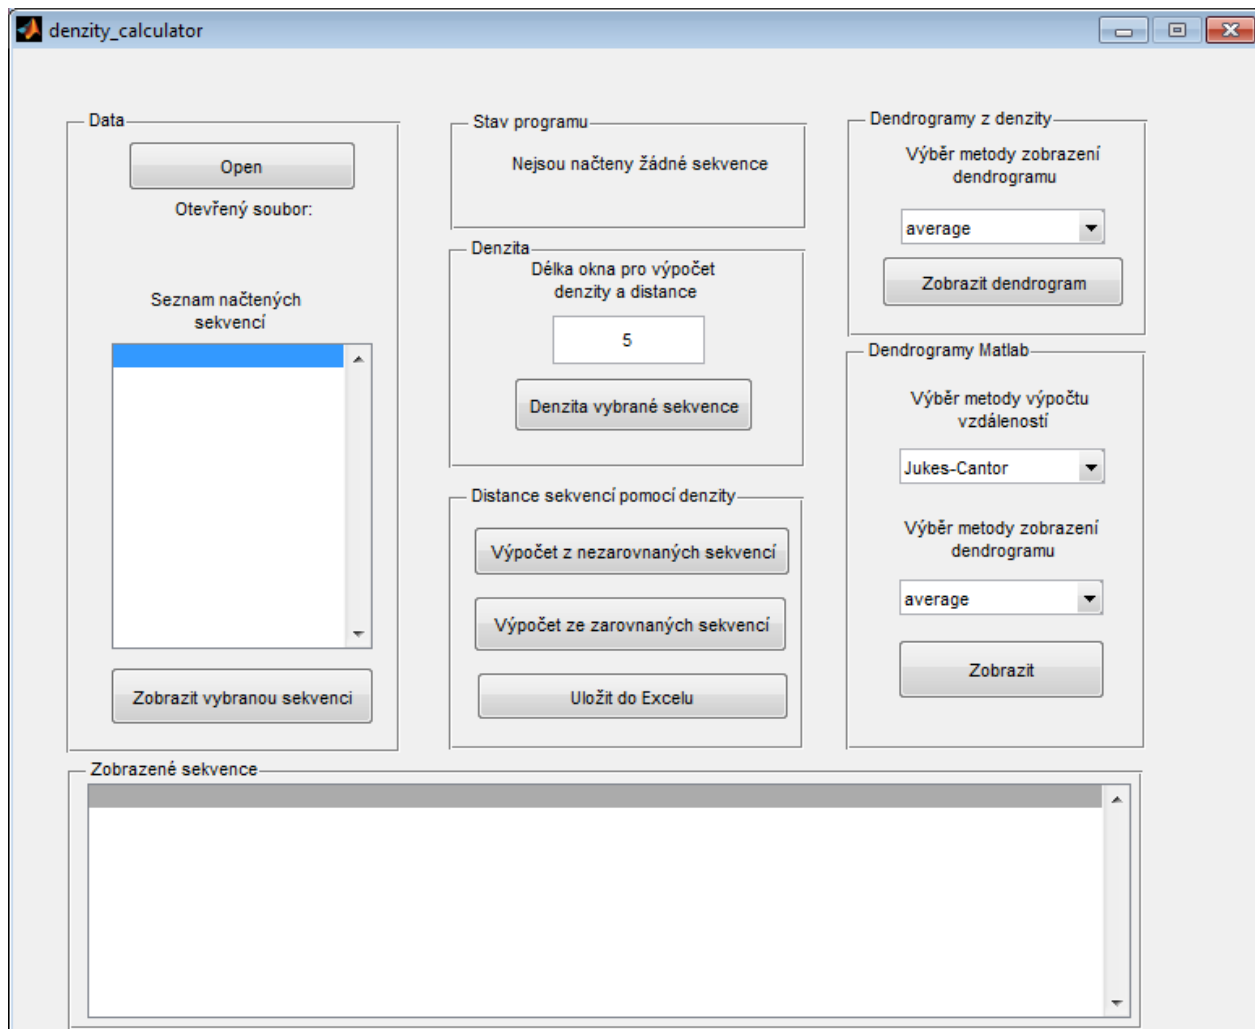 denzity_calculator
Data
Open
Otevřený soubor:
Seznam načtených
sekvencí
Zobrazit vybranou sekvenci
Stav programu
Nejsou načteny žádné sekvence
Denzita
Délka okna pro výpočet
denzity a distance
5
Denzita vybrané sekvence
Distance sekvencí pomocí denzity
Výpočet z nezarovnaných sekvencí
Výpočet ze zarovnaných sekvencí
Uložit do Excelu
Dendrogramy z denzity
Výběr metody zobrazení
dendrogramu
average
Zobrazit dendrogram
Dendrogramy Matlab
Výběr metody výpočtu
vzdáleností
Jukes-Cantor
Výběr metody zobrazení
dendrogramu
average
Zobrazit
Zobrazené sekvence